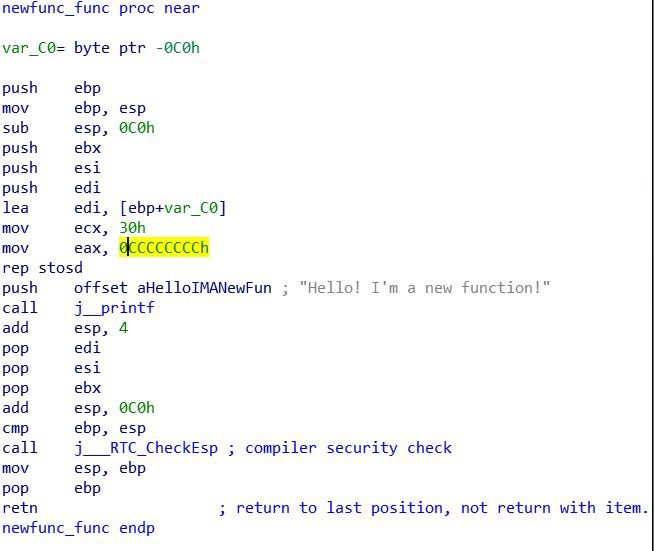 newfunc_func proc near
var_C0= byte ptr -0C0h
push ebp
mov ebp, esp
sub esp, 0C0h
push ebx
push esi
push edi
lea edi, [ebp+var_C0]
mov ecx, 30h
mov eax, 0CCCCCCCCh
rep stosd
push offset aHelloIMANewFun ; "Hello! I'm a new function!"
call j__printf
add esp, 4
pop edi
pop esi
pop ebx
add esp, 0C0h
cmp ebp, esp
call j___RTC_CheckEsp ; compiler security check
mov esp, ebp
pop ebp
retn ; return to last position, not return with item.
newfunc_func endp